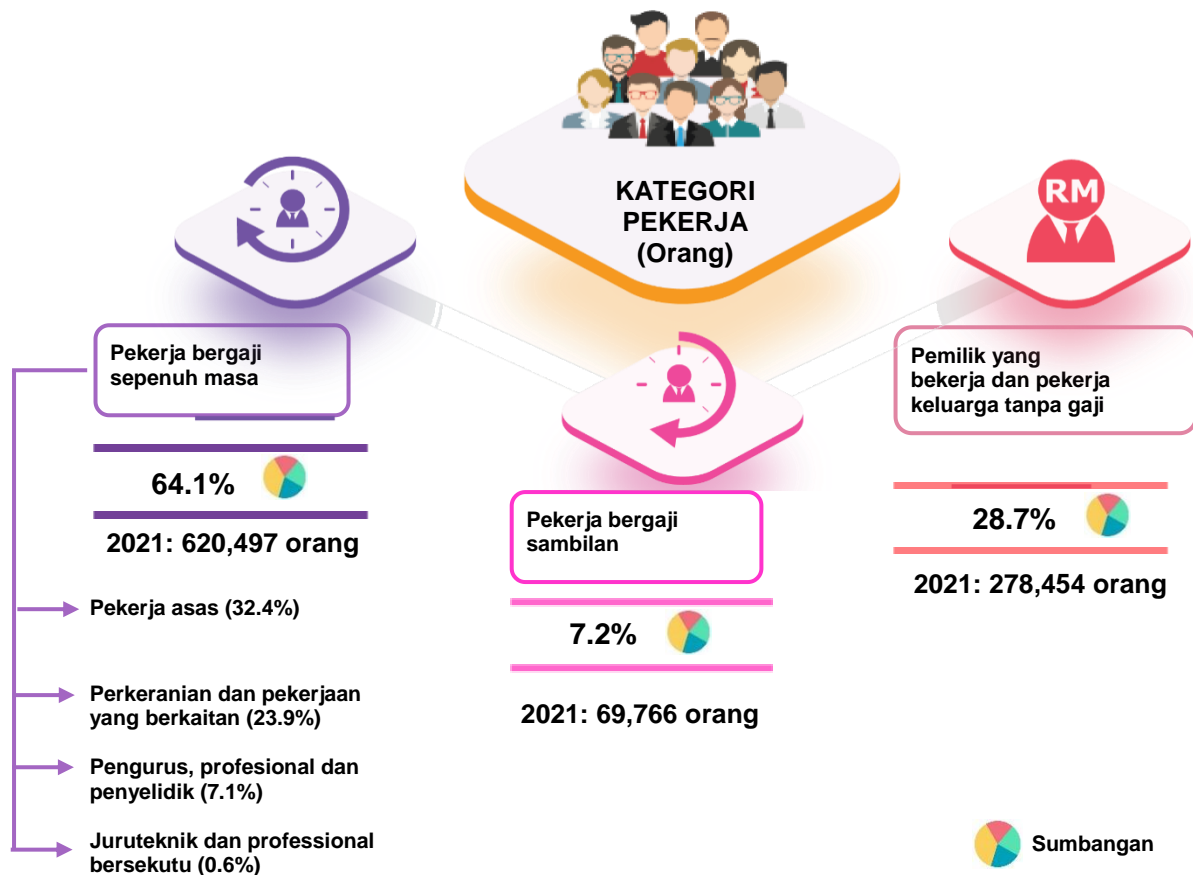 KATEGORI
PEKERJA
(Orang)
RM
Pekerja bergaji
sepenuh masa
64.1%
2021: 620,497 orang
Pekerja asas (32.4%)
Perkeranian dan pekerjaan
yang berkaitan (23.9%)
Pengurus, profesional dan
penyelidik (7.1%)
Juruteknik dan professional
bersekutu (0.6%)
Pekerja bergaji
sambilan
7.2%
2021: 69,766 orang
Pemilik yang
bekerja dan pekerja
keluarga tanpa gaji
28.7%
2021: 278,454 orang
Sumbangan